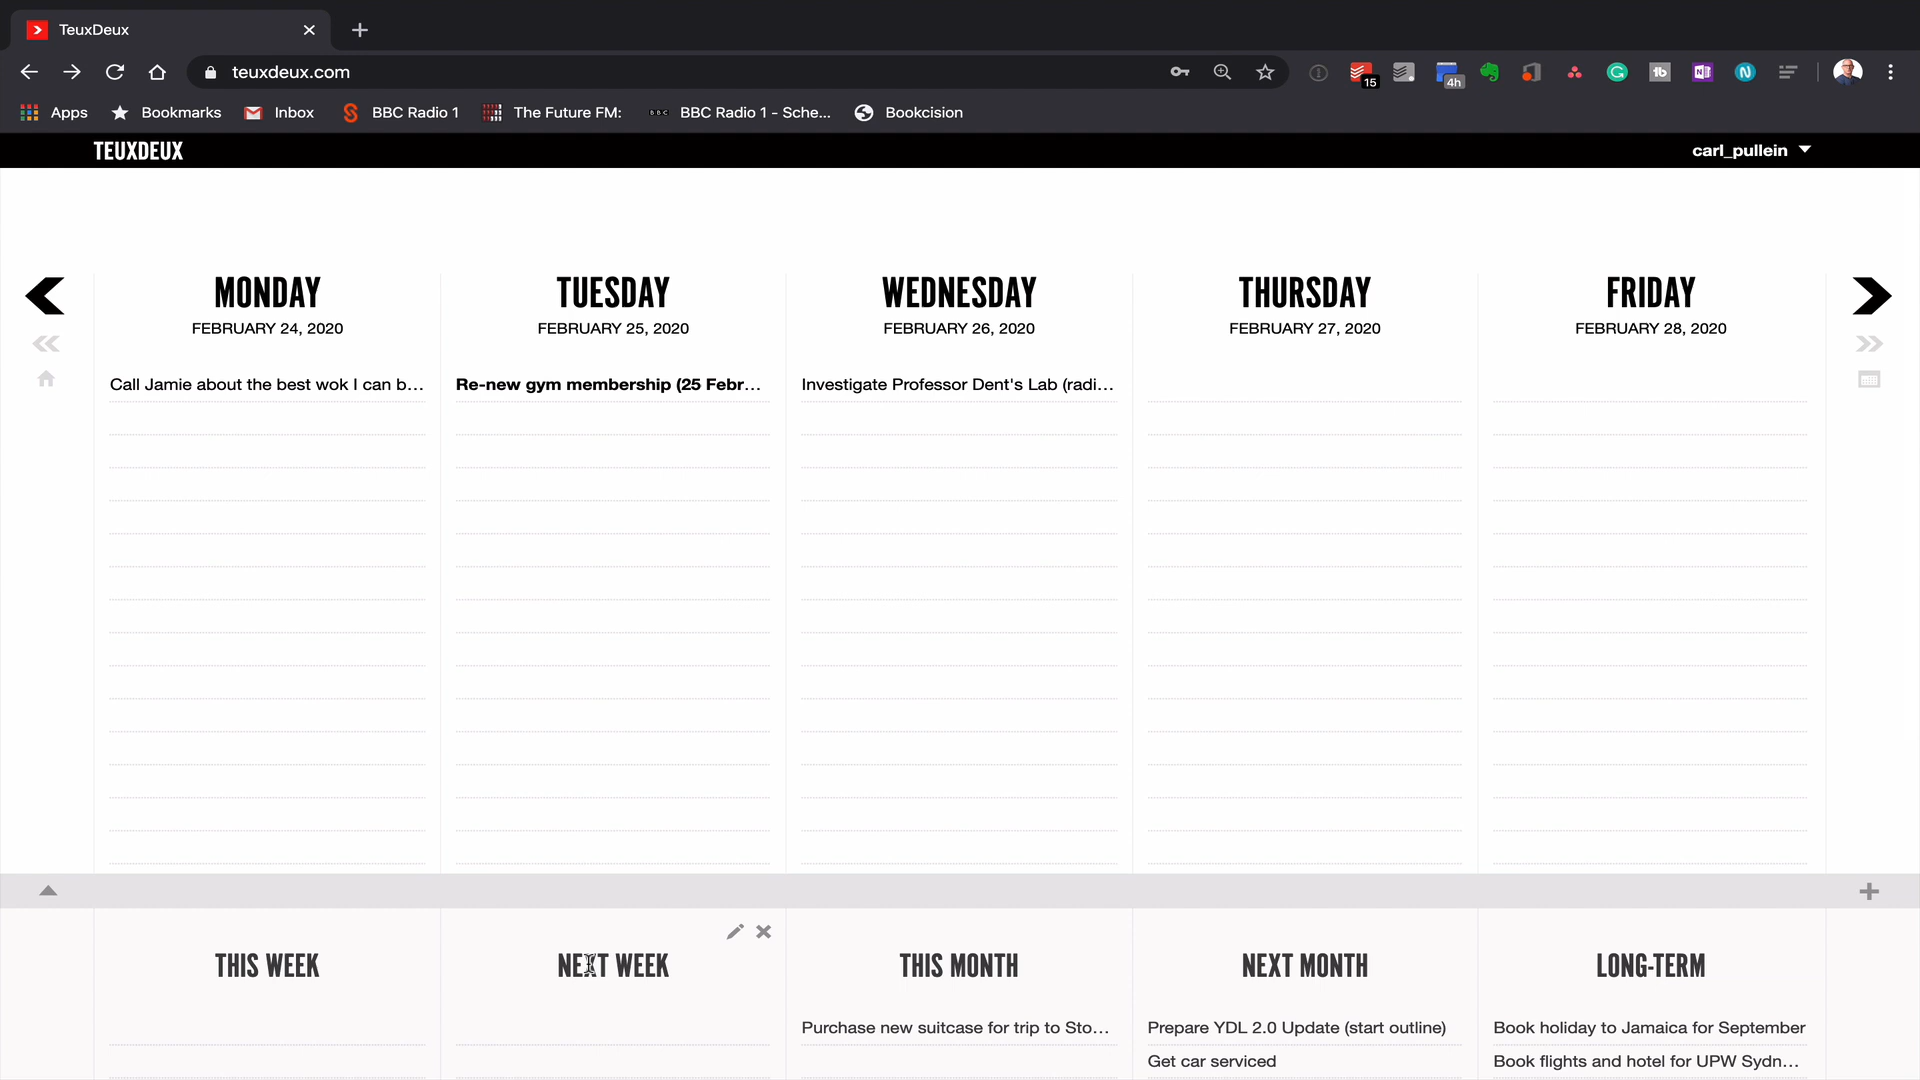 TeuxDeux
teuxdeux.com
15
4h
Apps
Bookmarks
Inbox
BBC Radio 1
The Future FM:
BBC
BBC Radio 1 - Sche...
Bookcision
TEUXDEUX
carl_pullein
MONDAY
FEBRUARY 24, 2020
Call Jamie about the best wok I can b...
TUESDAY
FEBRUARY 25, 2020
Re-new gym membership (25 Febr...
WEDNESDAY
FEBRUARY 26, 2020
Investigate Professor Dent's Lab (radi...
THURSDAY
FEBRUARY 27, 2020
FRIDAY
FEBRUARY 28, 2020
THIS WEEK
NEXT WEEK
THIS MONTH
Purchase new suitcase for trip to Sto...
NEXT MONTH
Prepare YDL 2.0 Update (start outline)
Get car serviced
LONG-TERM
Book holiday to Jamaica for September
Book flights and hotel for UPW Sydn...